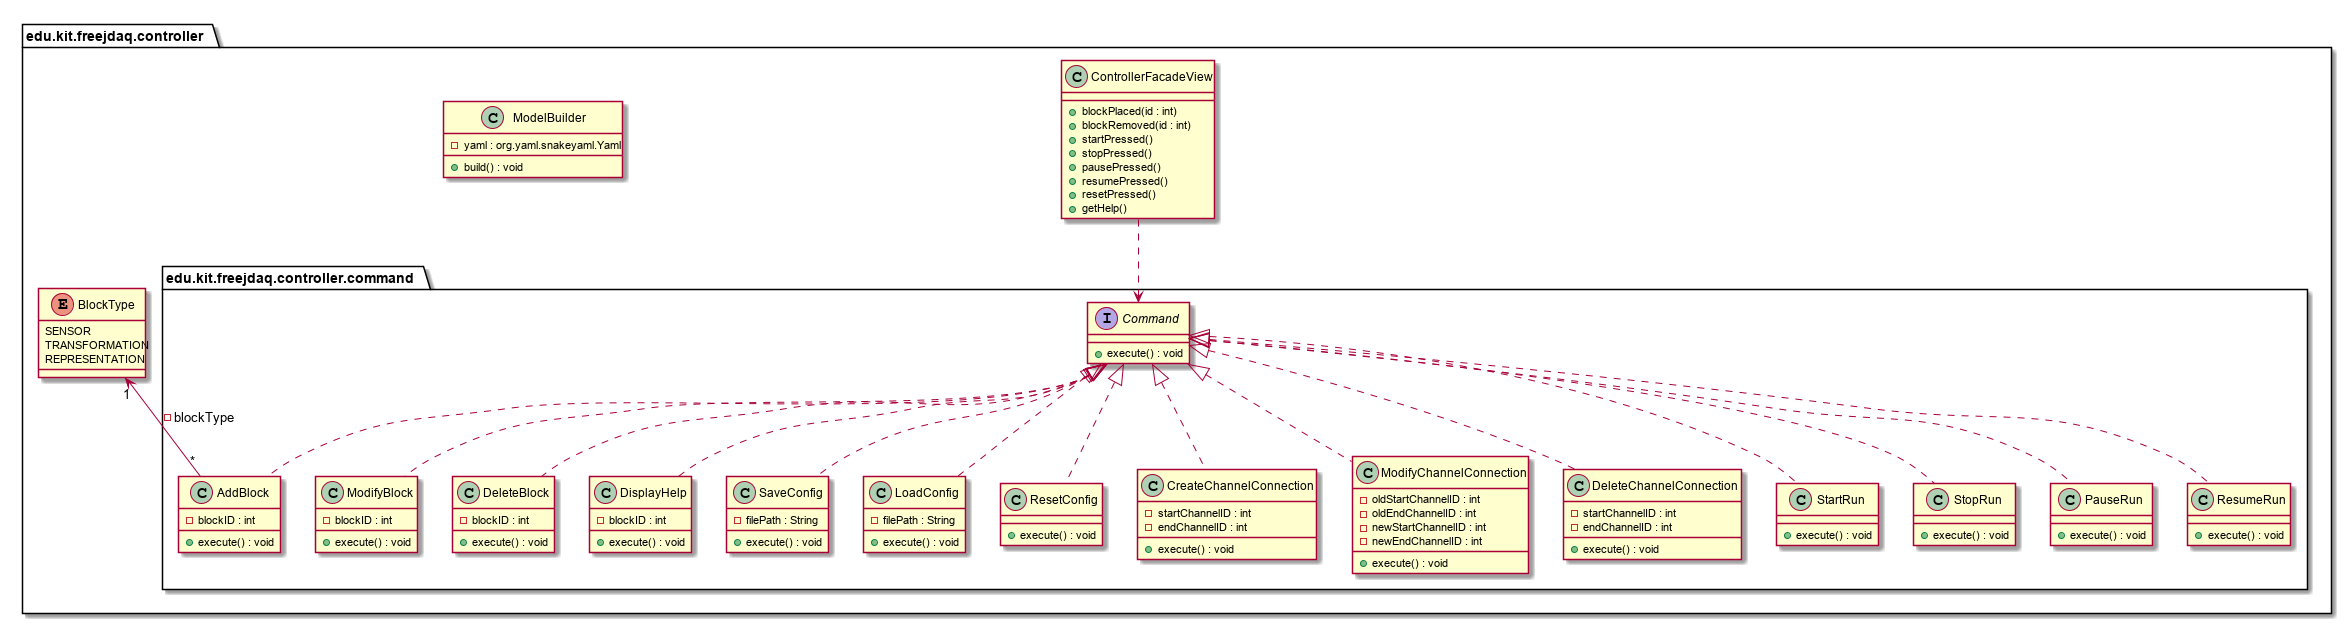 edu.kit.freejdaq.controller
C ControllerFacadeView
blockPlaced(id : int)
blockRemoved(id : int)
startPressed()
stopPressed()
pausePressed()
resumePressed()
resetPressed()
getHelp()
C ModelBuilder
yaml : org.yaml.snakeyaml.Yaml
build() : void
edu.kit.freejdaq.controller.command
E BlockType
SENSOR
TRANSFORMATION
REPRESENTATION
I Command
execute() : void
1
blockType
*
C AddBlock
blockID : int
execute() : void
C ModifyBlock
blockID : int
execute() : void
C DeleteBlock
blockID : int
execute() : void
C DisplayHelp
blockID : int
execute() : void
C SaveConfig
filePath : String
execute() : void
C LoadConfig
filePath : String
execute() : void
C ResetConfig
execute() : void
C CreateChannelConnection
startChannelID : int
endChannelID : int
execute() : void
C ModifyChannelConnection
oldStartChannelID : int
oldEndChannelID : int
newStartChannelID : int
newEndChannelID : int
execute() : void
C DeleteChannelConnection
startChannelID : int
endChannelID : int
execute() : void
C StartRun
execute() : void
C StopRun
execute() : void
C PauseRun
execute() : void
C ResumeRun
execute() : void